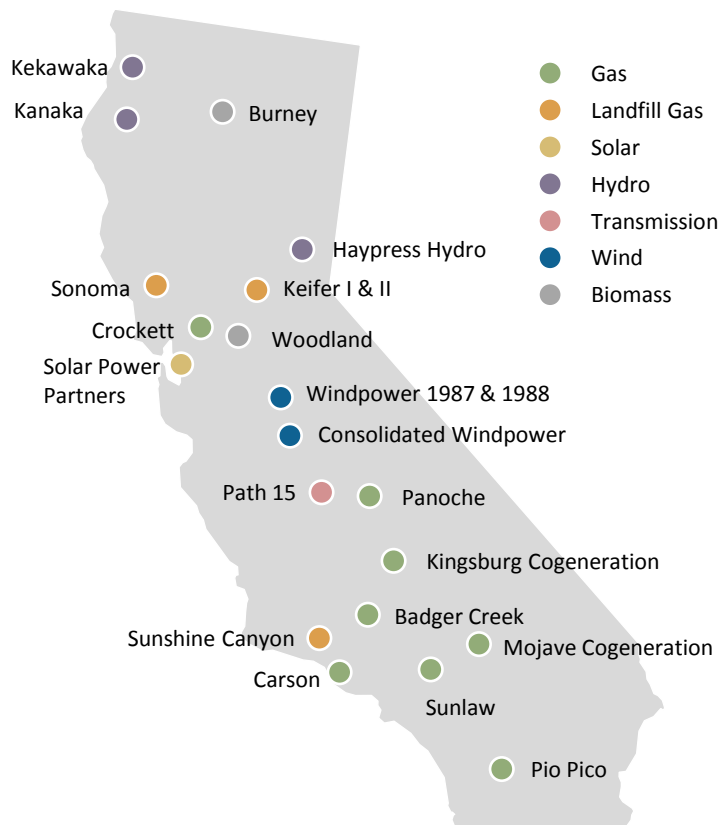 Kekawaka
Kanaka
Burney
Haypress Hydro
Sonoma
Keifer I & II
Crockett
Woodland
Solar Power
Partners
Windpower 1987 & 1988
Consolidated Windpower
Path 15
Panoche
Kingsburg Cogeneration
Badger Creek
Sunshine Canyon
Mojave Cogeneration
Carson
Sunlaw
Pio Pico
Gas
Landfill Gas
Solar
Hydro
Transmission
Wind
Biomass